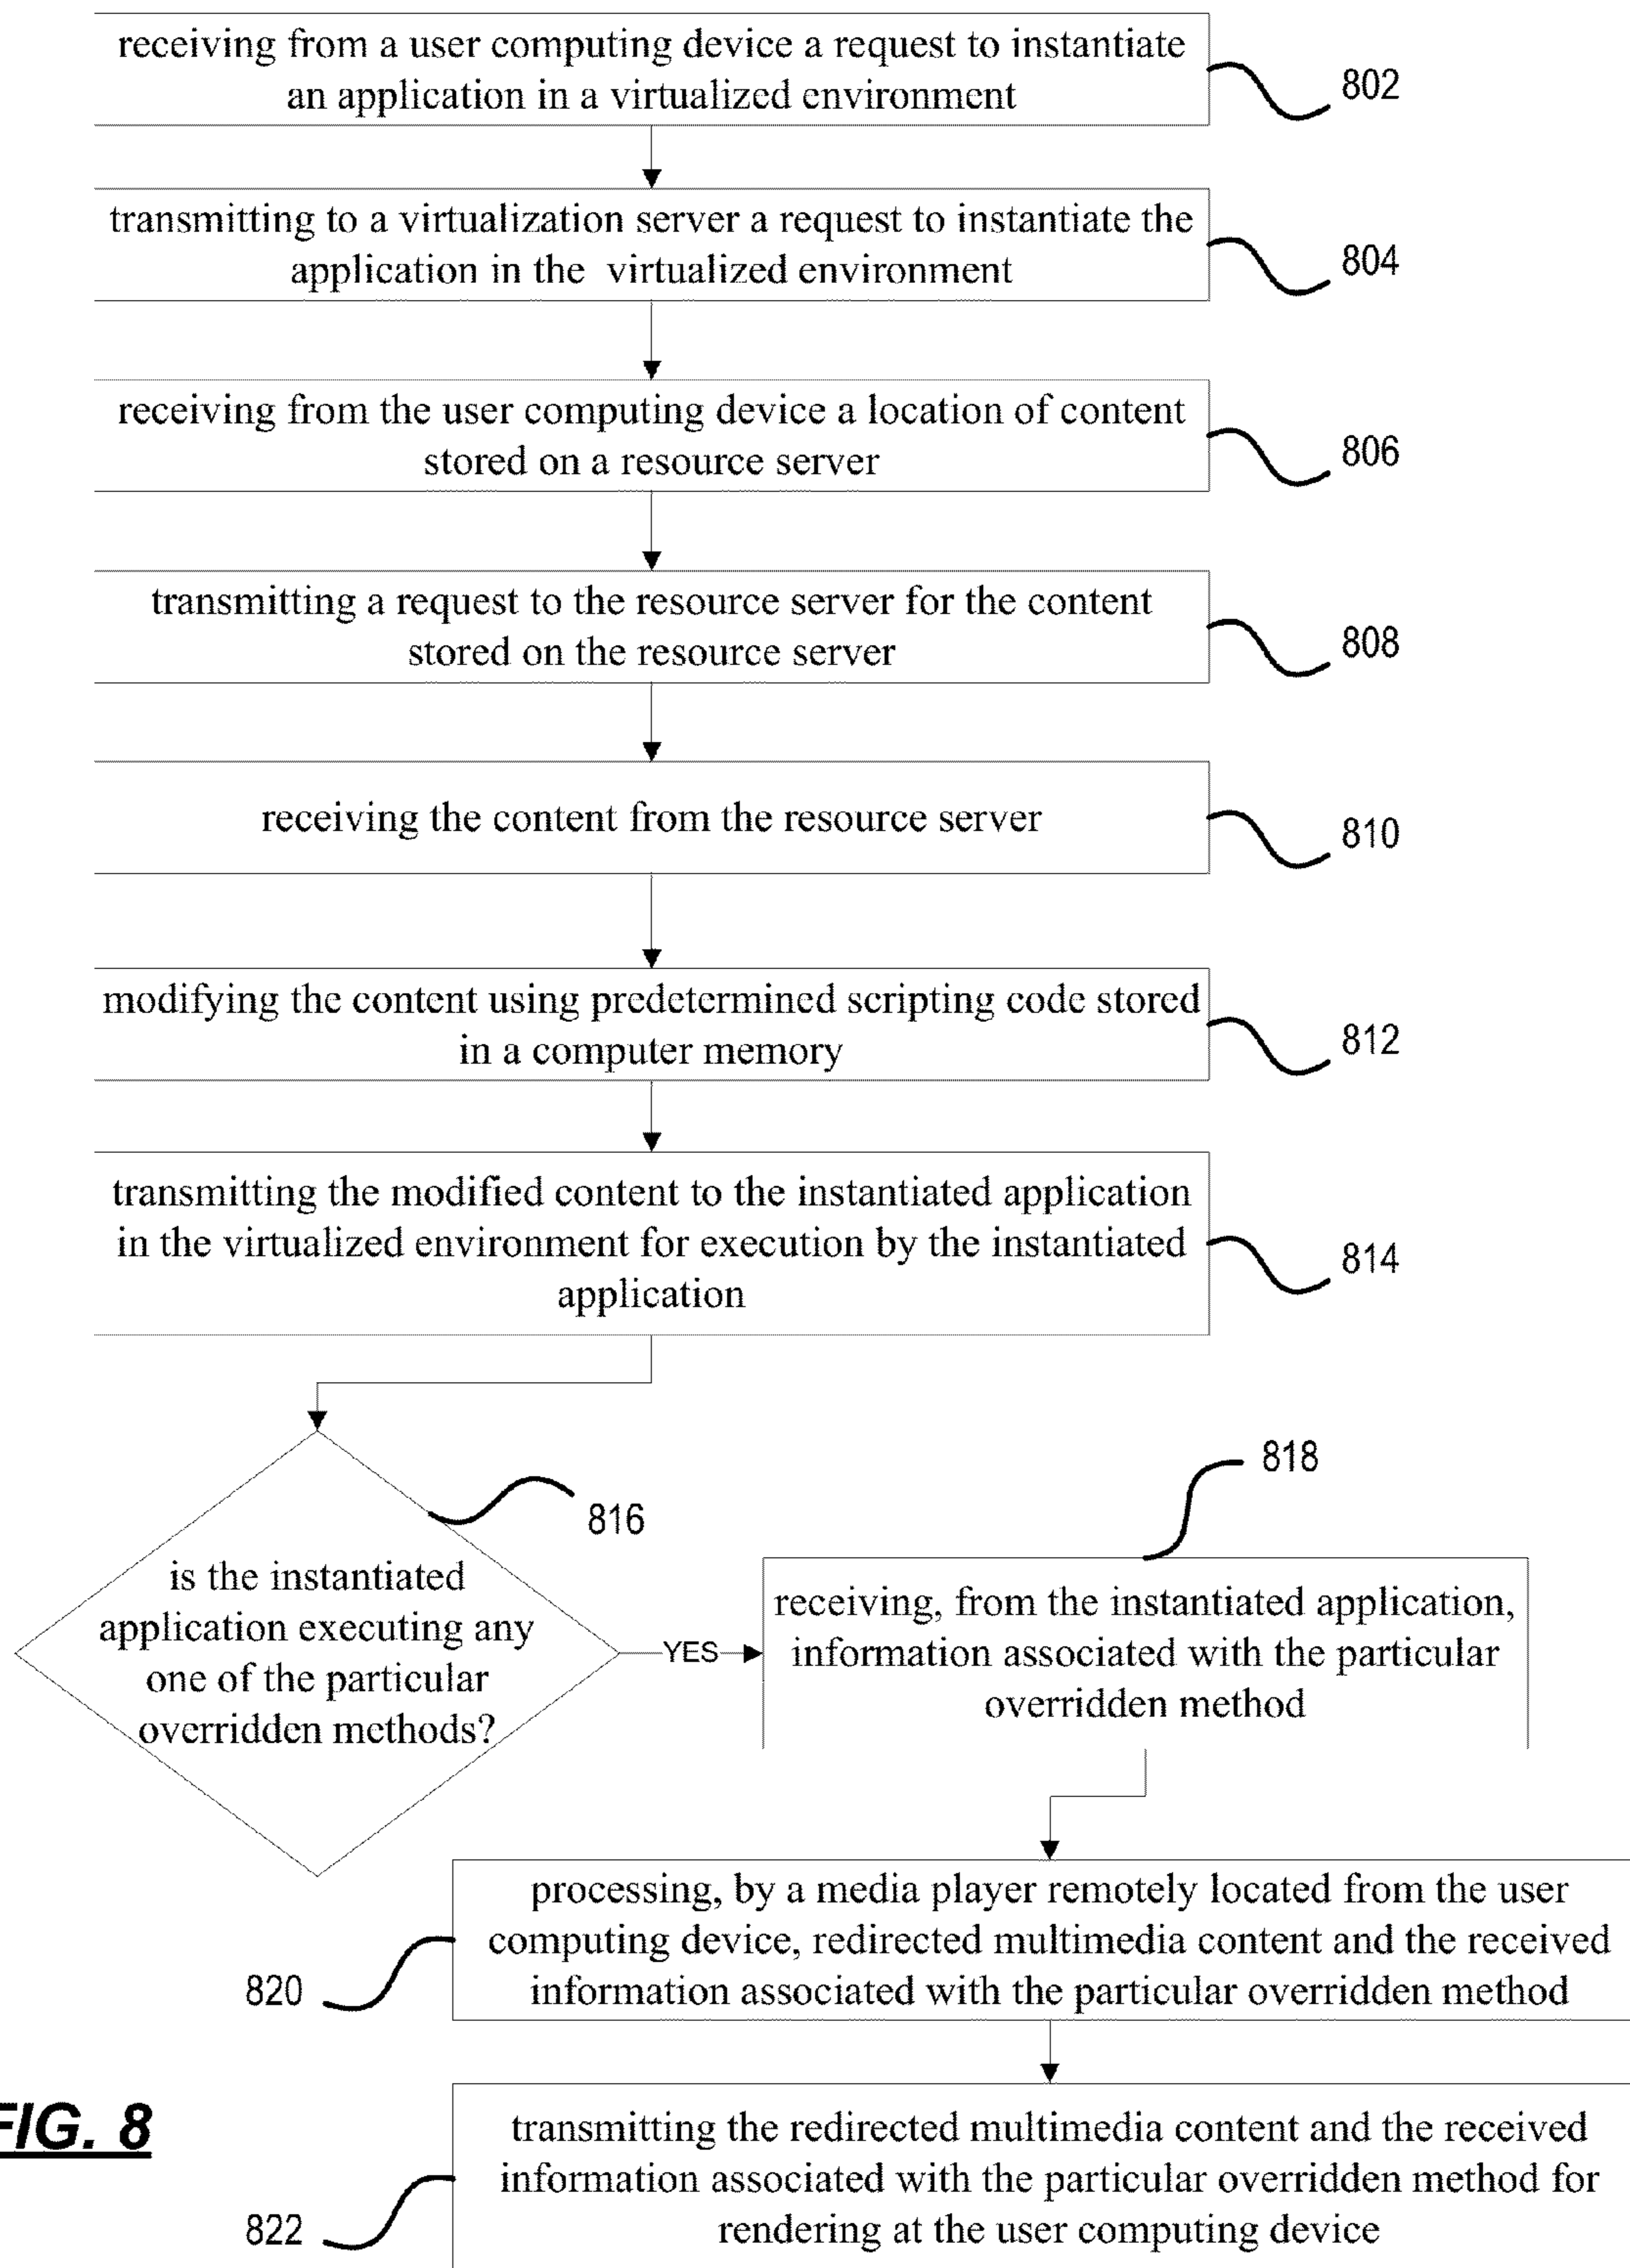 receiving from a user computing device a request to instantiate
an application in a virtualized environment
802
transmitting to a virtualization server a request to instantiate the
application in the virtualized environment
804
receiving from the user computing device a location of content
stored on a resource server
806
transmitting a request to the resource server for the content
stored on the resource server
808
receiving the content from the resource server
810
modifying the content using predetermined scripting code stored
in a computer memory
812
transmitting the modified content to the instantiated application
in the virtualized environment for execution by the instantiated
application
814
816
is the instantiated
application executing any
one of the particular
overridden methods?
YES
818
receiving, from the instantiated application,
information associated with the particular
overridden method
processing, by a media player remotely located from the user
computing device, redirected multimedia content and the received
information associated with the particular overridden method
820
transmitting the redirected multimedia content and the received
information associated with the particular overridden method for
rendering at the user computing device
822
FIG. 8